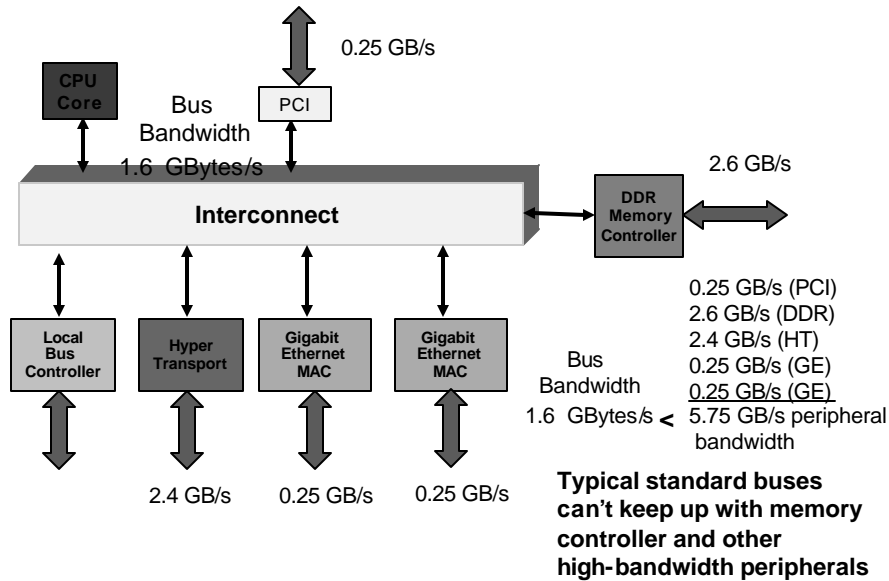 0.25 GB/s
CPU
Core
Bus
Bandwidth
1.6 GBytes/s
PCI
2.6 GB/s
Interconnect
DDR
Memory
Controller
Local
Bus
Controller
Hyper
Transport
Gigabit
Ethernet
MAC
Gigabit
Ethernet
MAC
2.4 GB/s
0.25 GB/s
0.25 GB/s
0.25 GB/s (PCI)
2.6 GB/s (DDR)
2.4 GB/s (HT)
0.25 GB/s (GE)
0.25 GB/s (GE)
Bus
Bandwidth
1.6 GBytes/s < 5.75 GB/s peripheral
bandwidth
Typical standard buses
can't keep up with memory
controller and other
high-bandwidth peripherals